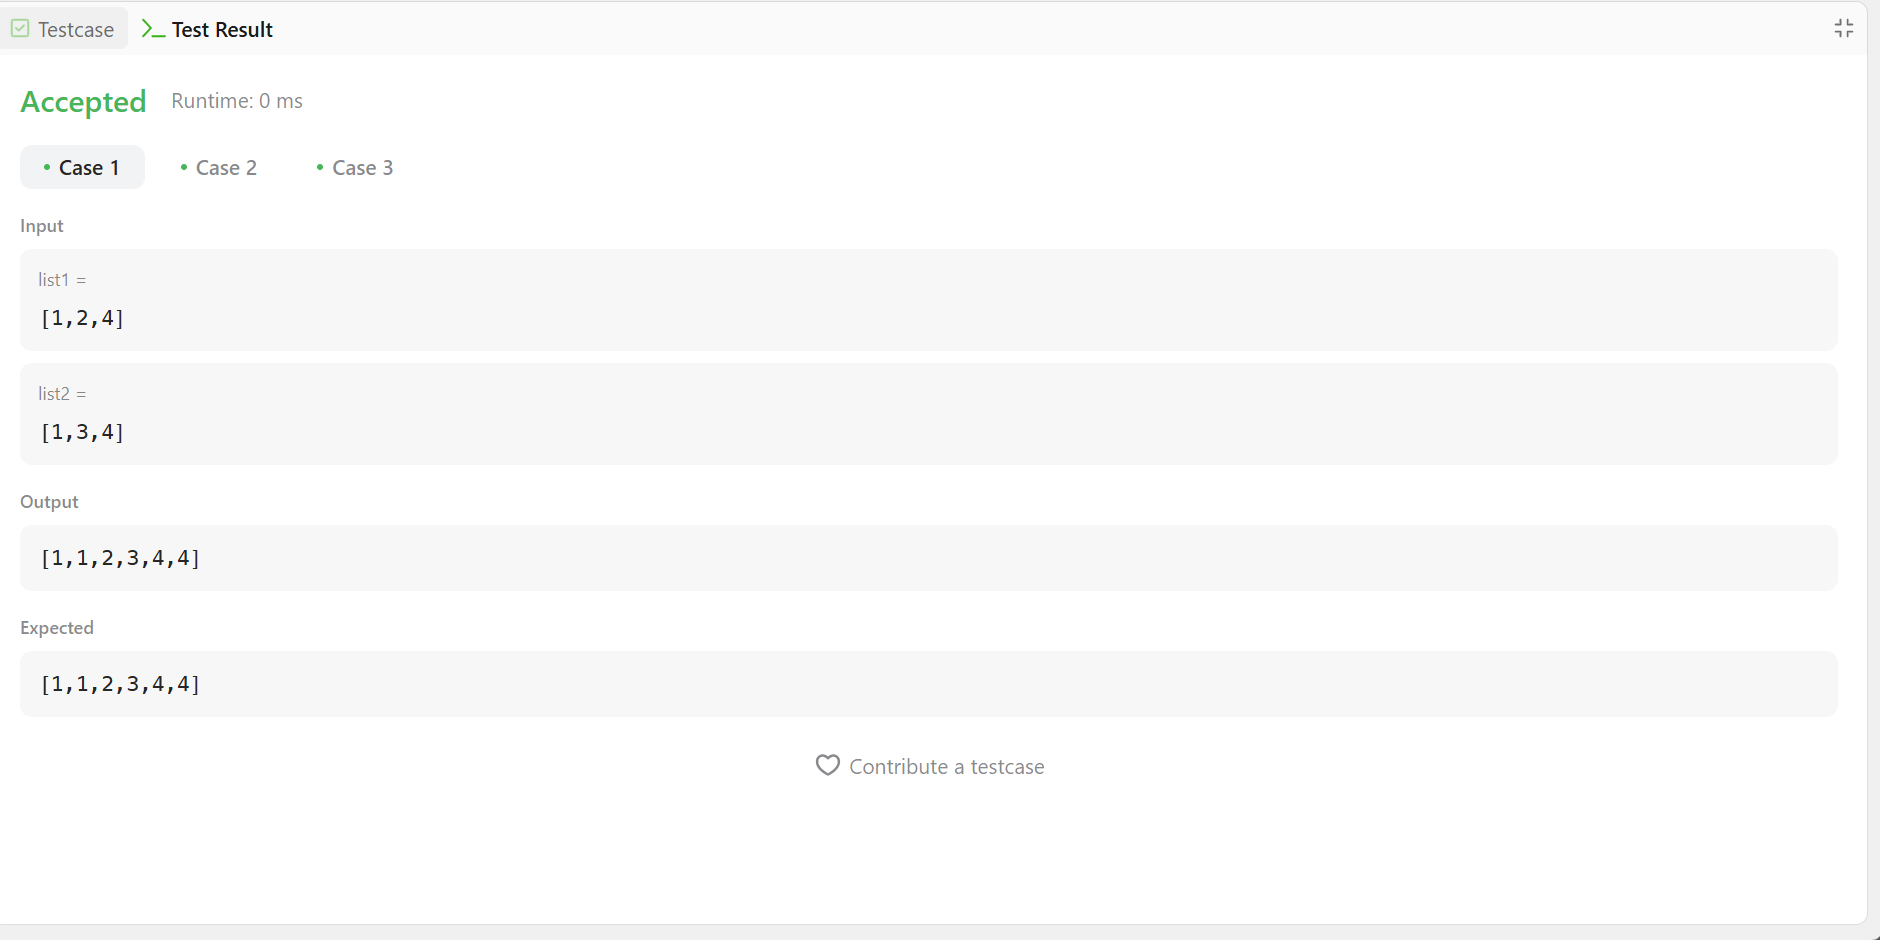 Testcase Test Result
Accepted Runtime: 0 ms
Case 1 Case 2 Case 3
Input
list1 =
[1,2,4]
list2 =
[1,3,4]
Output
[1,1,2,3,4,4]
Expected
[1,1,2,3,4,4]
Contribute a testcase